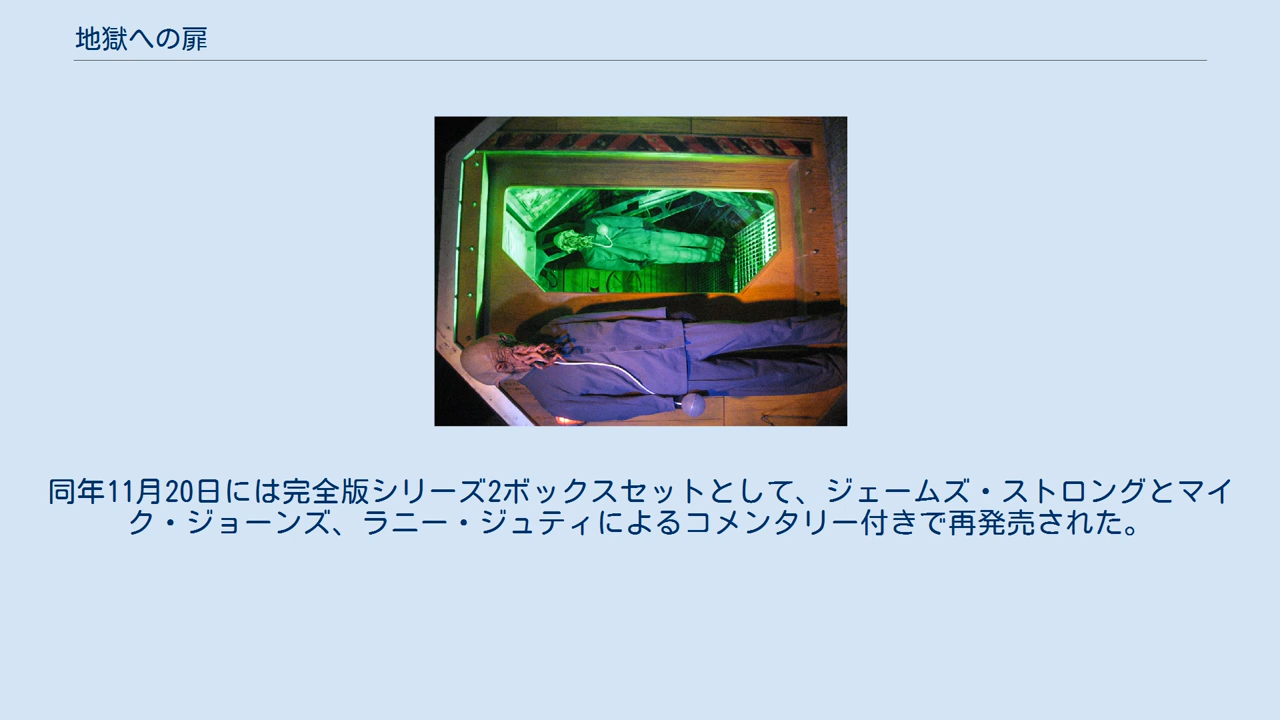 地獄への扉
同年11月20日には完全版シリーズ2ボックスセットとして、ジェームズ・ストロングとマイ
ク・ジョーンズ、ラニー・ジュティによるコメンタリー付きで再発売された。